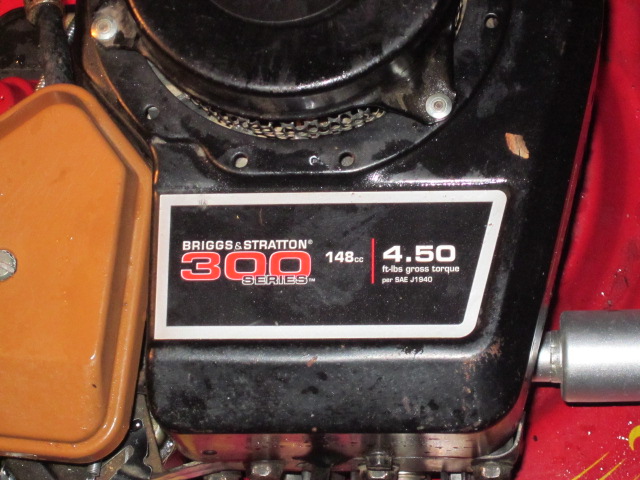 BRIGGS & STRATTON®
300
SERIES™
148cc
4.50
ft-lbs gross torque
per SAE J1940